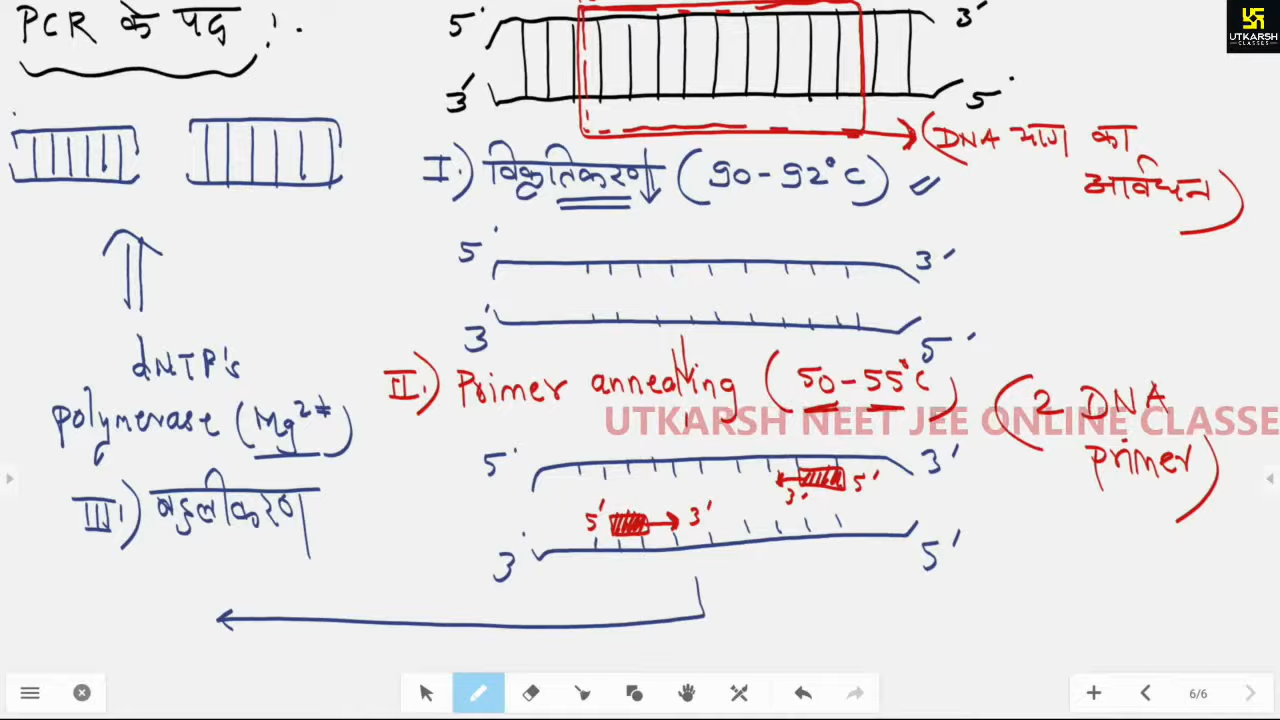 PCR के पद :-
5' 3'
3' 5'
UTKARSH
CLASSES
(DNA भाग का
आवर्धन)
I.) विकृतिकरण (90-92°C)
5' 3'
3' 5'
dNTP's
polymerase (Mg2+)
III.) बहुलीकरण
II.) Primer annealing (50-55°C) (2 DNA
primer)
UTKARSH NEET JEE ONLINE CLASSE
5' 3'
3' 5'
5' 3'
3' 5'
6/6